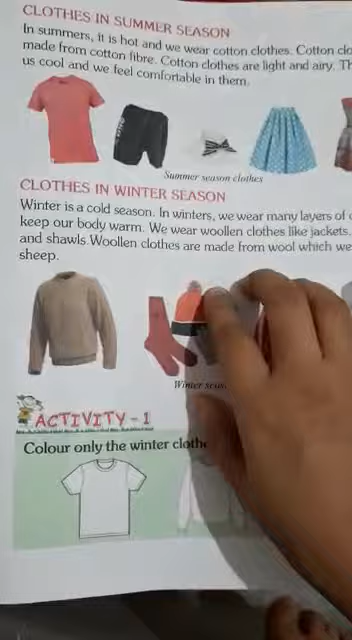 CLOTHES IN SUMMER SEASON
In summers, it is hot and we wear cotton clothes. Cotton
made from cotton fibre. Cotton clothes are light and airy.
us cool and we feel comfortable in them.
Summer season clothes
CLOTHES IN WINTER SEASON
Winter is a cold season. In winters, we wear many layers of
keep our body warm. We wear woollen clothes like jackets,
and shawls.Woollen clothes are made from wool which we
sheep.
Winter
ACTIVITY - 1
Colour only the winter